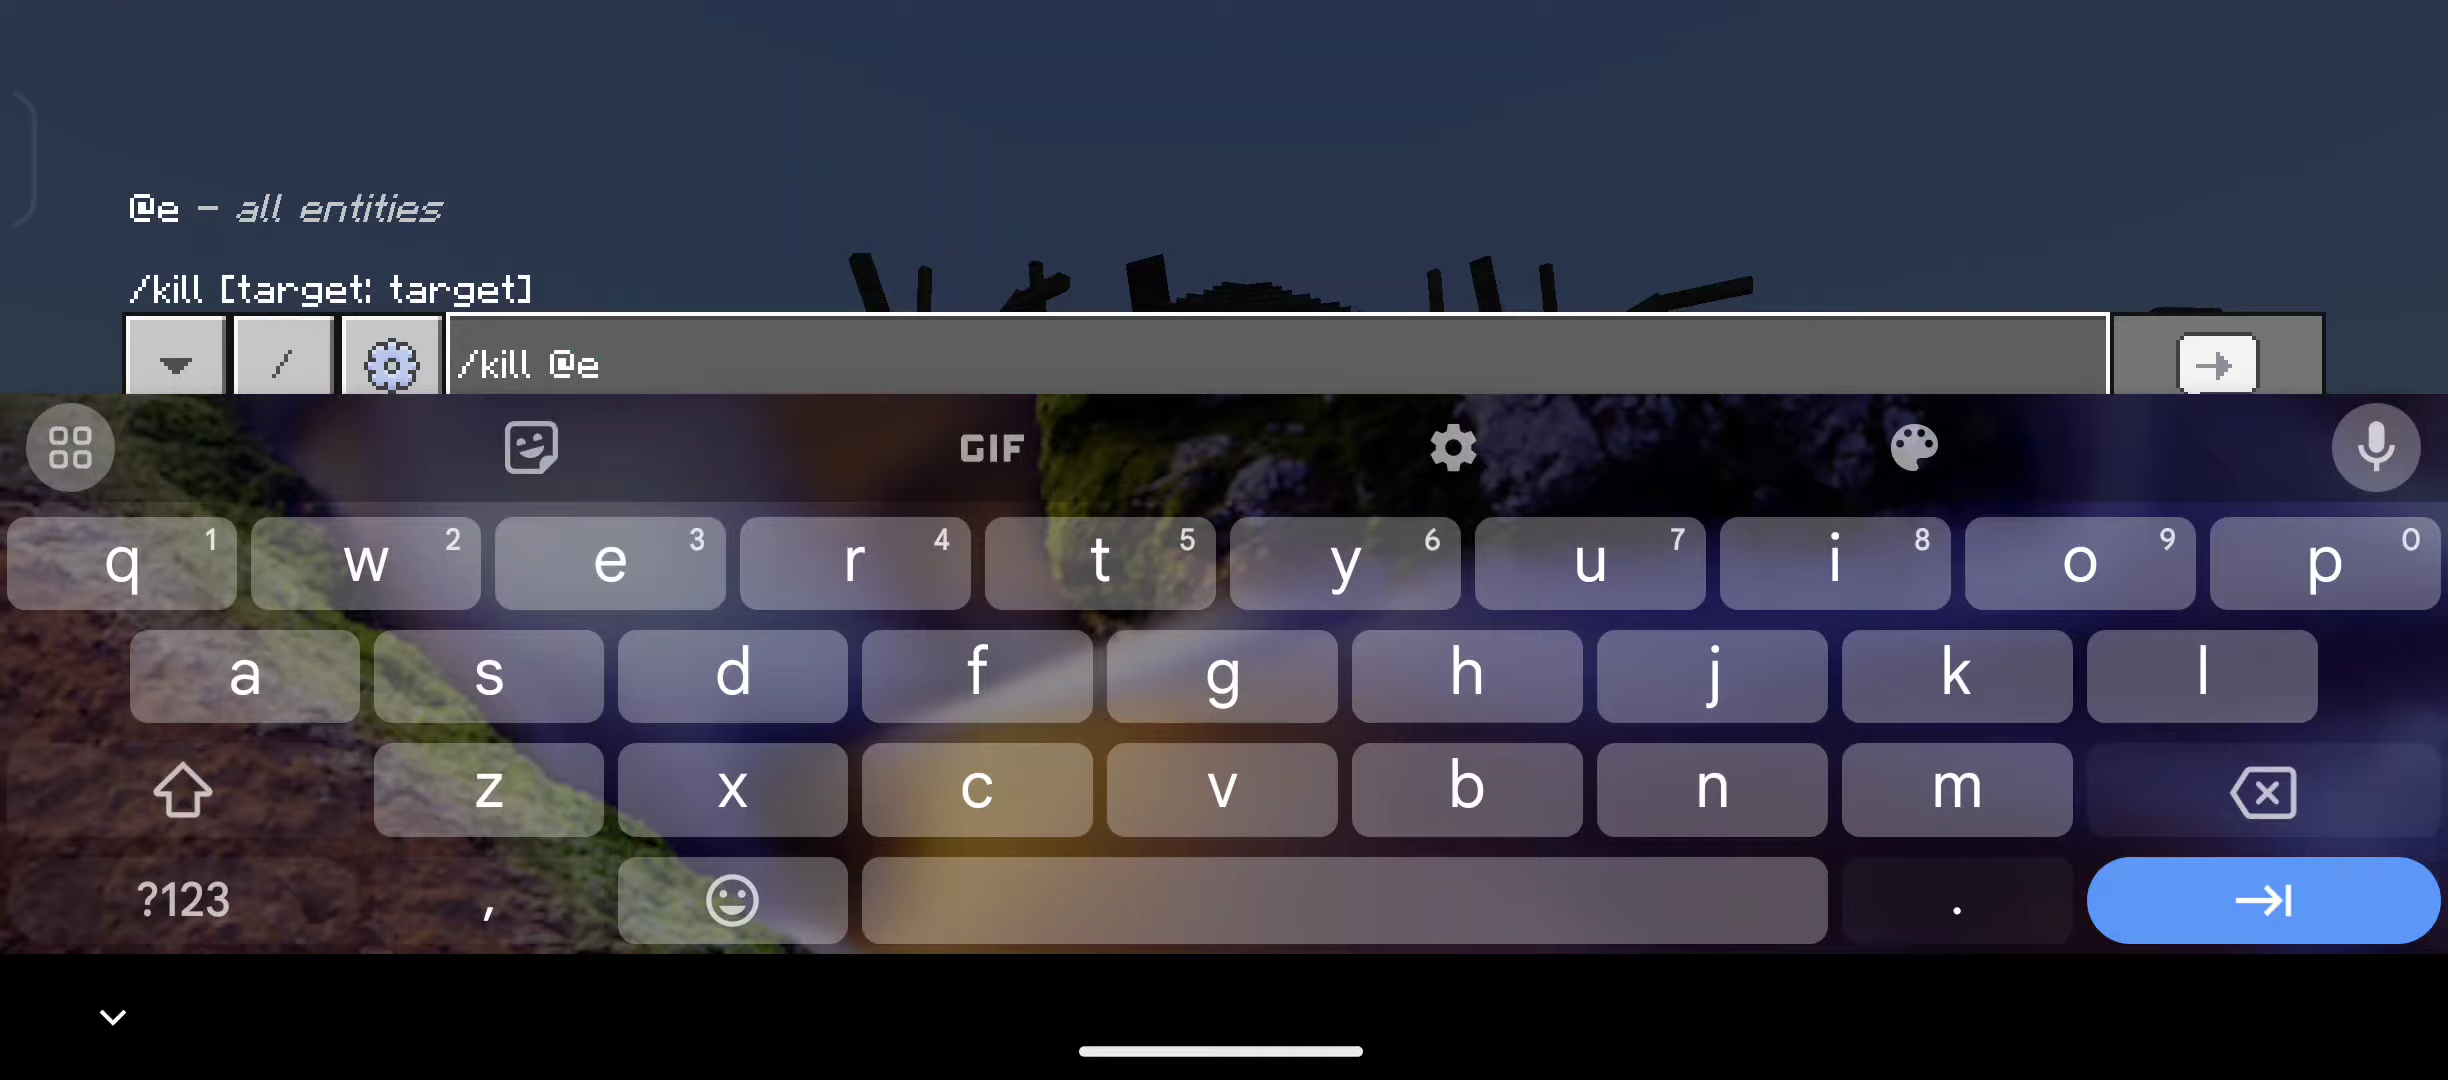 @e - all entities
/kill [target: target]
/ /kill @e
GIF
q 1 w 2 e 3 r 4 t 5 y 6 u 7 i 8 o 9 p 0
a s d f g h j k l
z x c v b n m
?123 , .